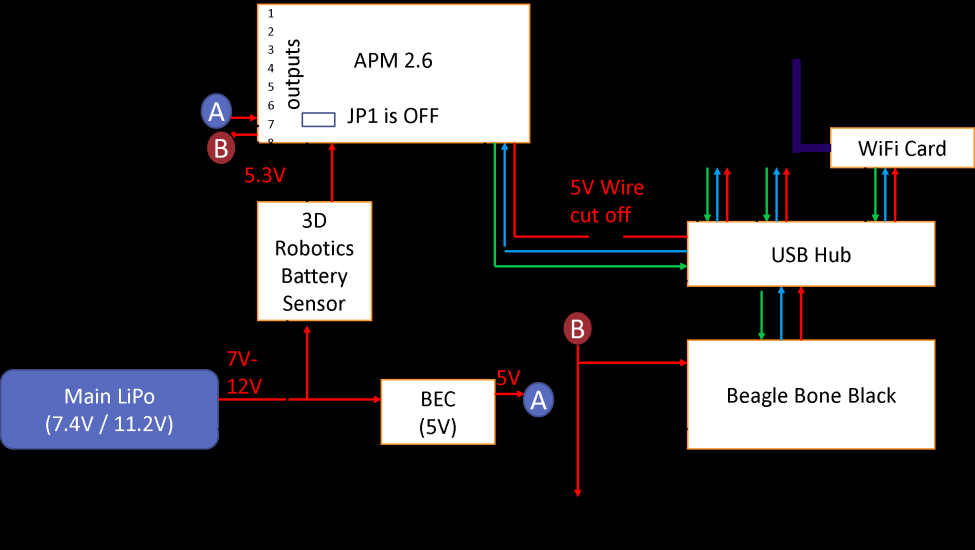 1
2
3
4
5
6
7
8
outputs
APM 2.6
JP1 is OFF
A
B
5.3V
5V Wire
cut off
WiFi Card
3D
Robotics
Battery
Sensor
USB Hub
B
7V-
12V
Main LiPo
(7.4V / 11.2V)
BEC
(5V)
5V
A
Beagle Bone Black